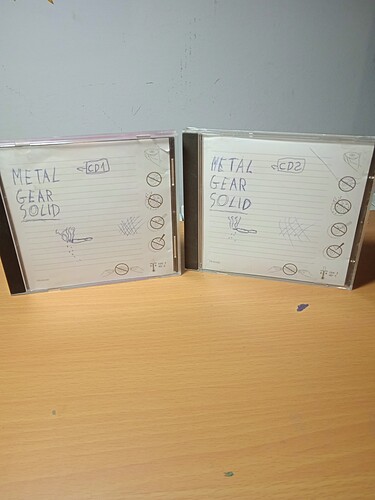 METAL
GEAR
SOLID
CD1
METAL
GEAR
SOLID
CD2